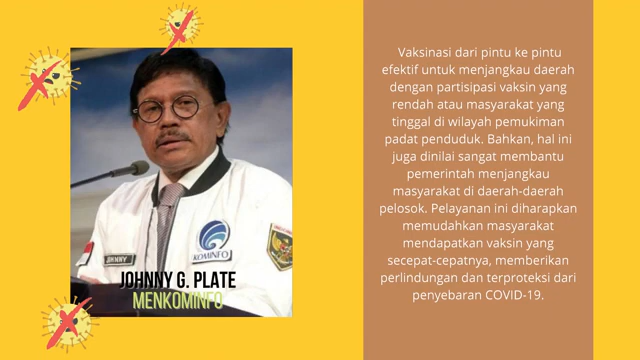 JOHNNY
KOMINFO
JOHNNY G. PLATE
MENKOMINFO
Vaksinasi dari pintu ke pintu
efektif untuk menjangkau daerah
dengan partisipasi vaksin yang
rendah atau masyarakat yang
tinggal di wilayah pemukiman
padat penduduk. Bahkan, hal ini
juga dinilai sangat membantu
pemerintah menjangkau
masyarakat di daerah-daerah
pelosok. Pelayanan ini diharapkan
memudahkan masyarakat
mendapatkan vaksin yang
secepat-cepatnya, memberikan
perlindungan dan terproteksi dari
penyebaran COVID-19.